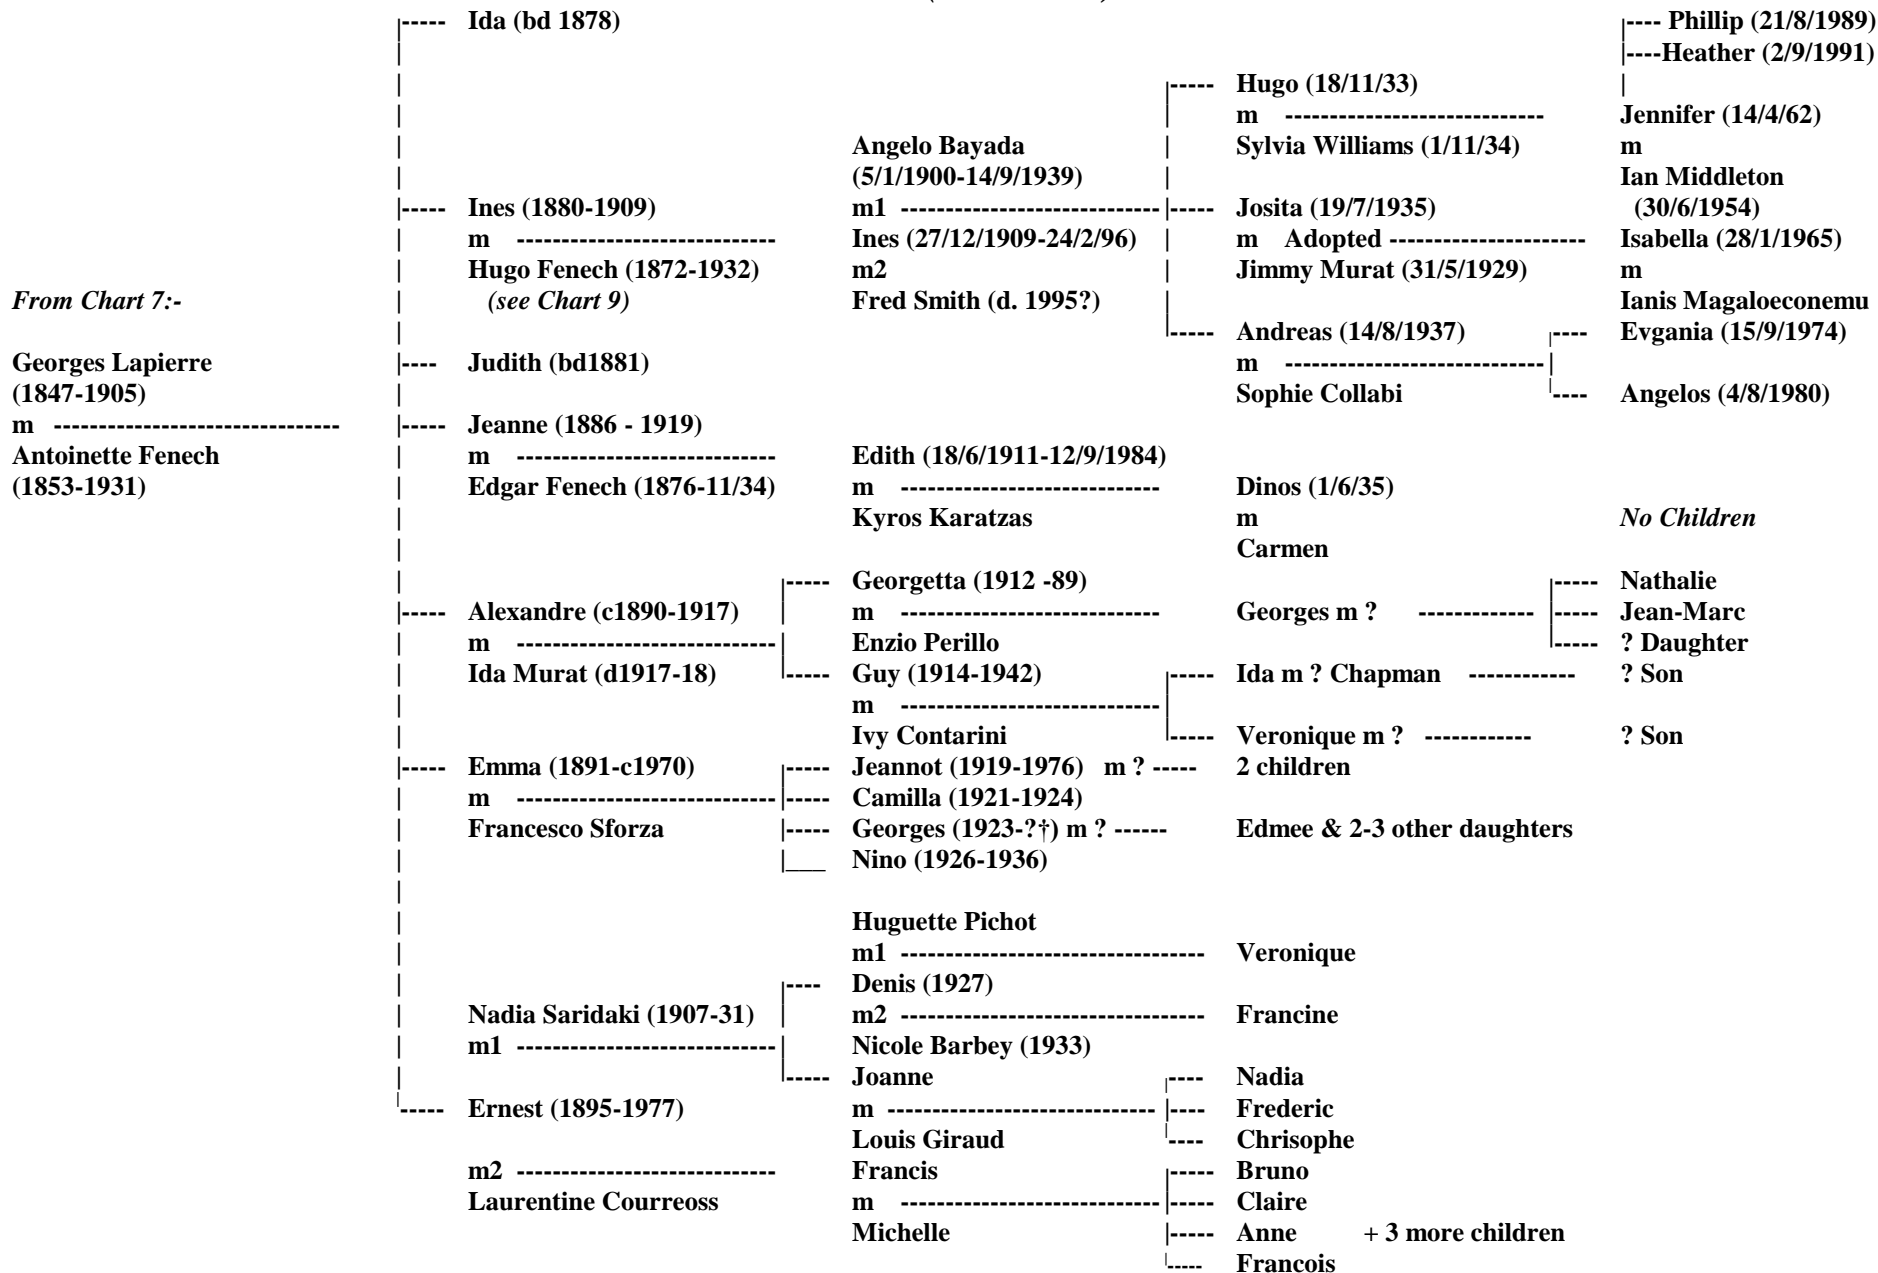 |----- Ida (bd 1878) |---- Phillip (21/8/1989)
|----Heather (2/9/1991)
|----- Hugo (18/11/33)
m ---------------------------- Jennifer (14/4/62)
Angelo Bayada | Sylvia Williams (1/11/34) m
(5/1/1900-14/9/1939) | Ian Middleton
|----- Ines (1880-1909) m1 ----------------------------|----- Josita (19/7/1935) (30/6/1954)
m ---------------------------- Ines (27/12/1909-24/2/96) m Adopted --------------------- Isabella (28/1/1965)
Hugo Fenech (1872-1932) m2 | Jimmy Murat (31/5/1929) m
From Chart 7:- (see Chart 9) Fred Smith (d. 1995?) Ianis Magaloeconemu
|----- Andreas (14/8/1937) |---- Evgania (15/9/1974)
Georges Lapierre |---- Judith (bd1881) m ----------------------------|
(1847-1905) Sophie Collabi |---- Angelos (4/8/1980)
m -------------------------------- |----- Jeanne (1886 - 1919)
Antoinette Fenech m ---------------------------- Edith (18/6/1911-12/9/1984)
(1853-1931) Edgar Fenech (1876-11/34) m ---------------------------- Dinos (1/6/35)
Kyros Karatzas m No Children
Carmen
|----- Georgetta (1912 -89) |----- Nathalie
|----- Alexandre (c1890-1917) | m ---------------------------- Georges m ? ------------- |----- Jean-Marc
m ----------------------------| Enzio Perillo |----- ? Daughter
Ida Murat (d1917-18) |----- Guy (1914-1942) |----- Ida m ? Chapman ------------ ? Son
m ----------------------------|
Ivy Contarini |----- Veronique m ? ------------ ? Son
|----- Emma (1891-c1970) |----- Jeannot (1919-1976) m ? ----- 2 children
m ----------------------------|----- Camilla (1921-1924)
Francesco Sforza |----- Georges (1923-?†) m ? ------ Edmee & 2-3 other daughters
|___ Nino (1926-1936)
Huguette Pichot
m1 ---------------------------------- Veronique
|---- Denis (1927)
Nadia Saridaki (1907-31) | m2 ---------------------------------- Francine
m1 ----------------------------| Nicole Barbey (1933)
|----- Joanne |---- Nadia
|----- Ernest (1895-1977) m ----------------------------- |---- Frederic
Louis Giraud |---- Chrisophe
m2 ---------------------------- Francis |----- Bruno
Laurentine Courreoss m ----------------------------|----- Claire
Michelle |----- Anne + 3 more children
|----- Francois